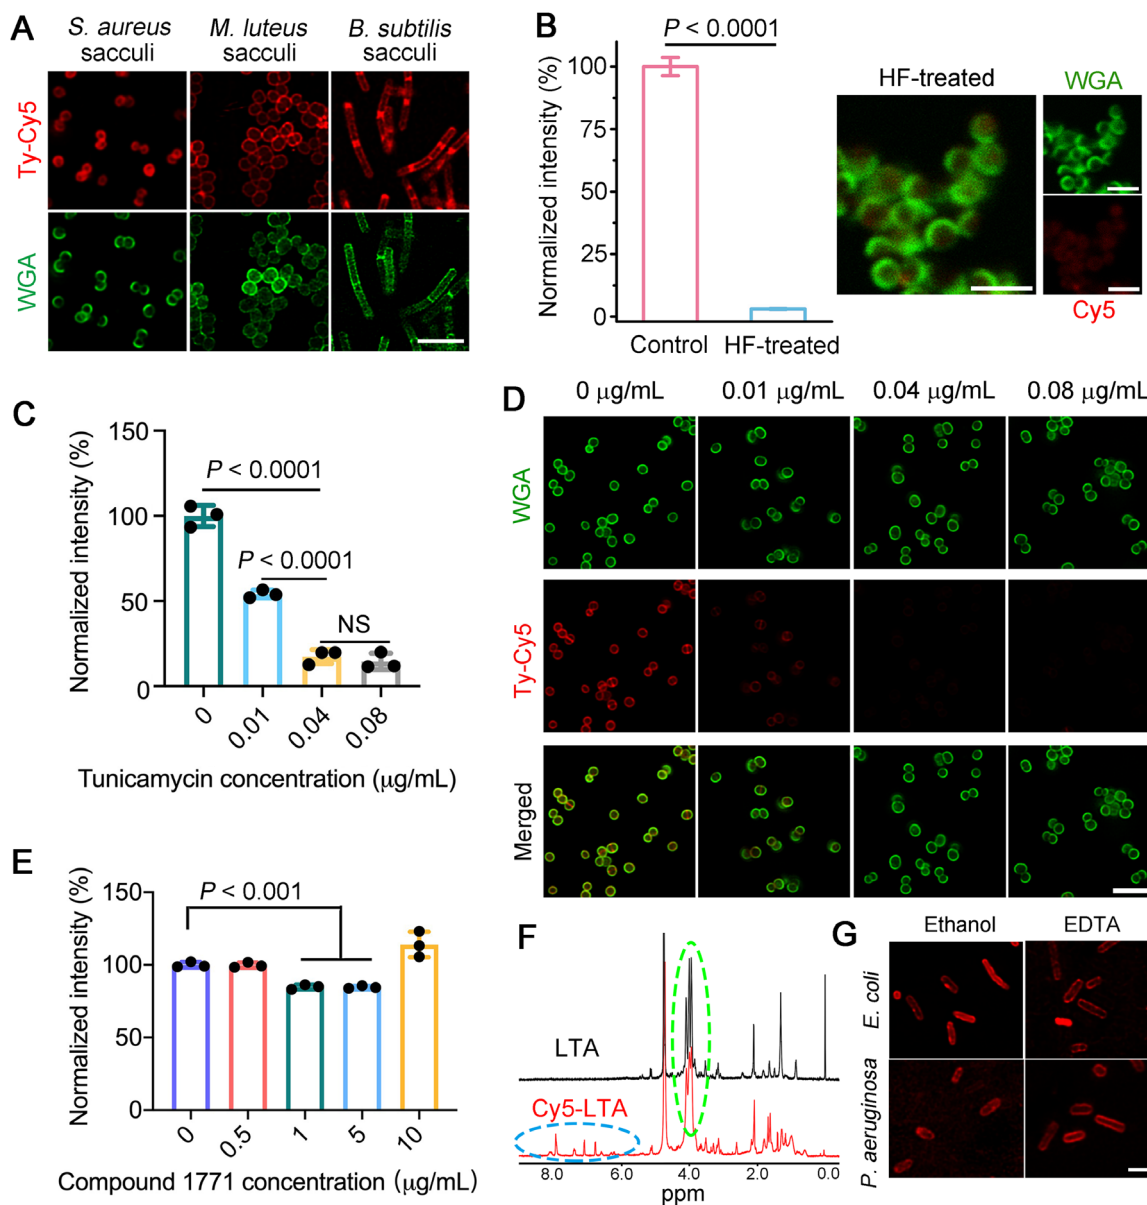 A
S. aureus sacculi
M. luteus sacculi
B. subtilis sacculi
Ty-Cy5
WGA
B
Normalized intensity (%)
100
75
50
25
0
P < 0.0001
Control
HF-treated
HF-treated
WGA
Cy5
C
Normalized intensity (%)
150
100
50
0
P < 0.0001
P < 0.0001
NS
0
0.01
0.04
0.08
Tunicamycin concentration (μg/mL)
D
0 μg/mL
0.01 μg/mL
0.04 μg/mL
0.08 μg/mL
WGA
Ty-Cy5
Merged
E
Normalized intensity (%)
150
100
50
0
P < 0.001
0
0.5
1
5
10
Compound 1771 concentration (μg/mL)
F
LTA
Cy5-LTA
8.0
6.0
4.0
2.0
0.0
ppm
G
Ethanol
EDTA
E. coli
P. aeruginosa